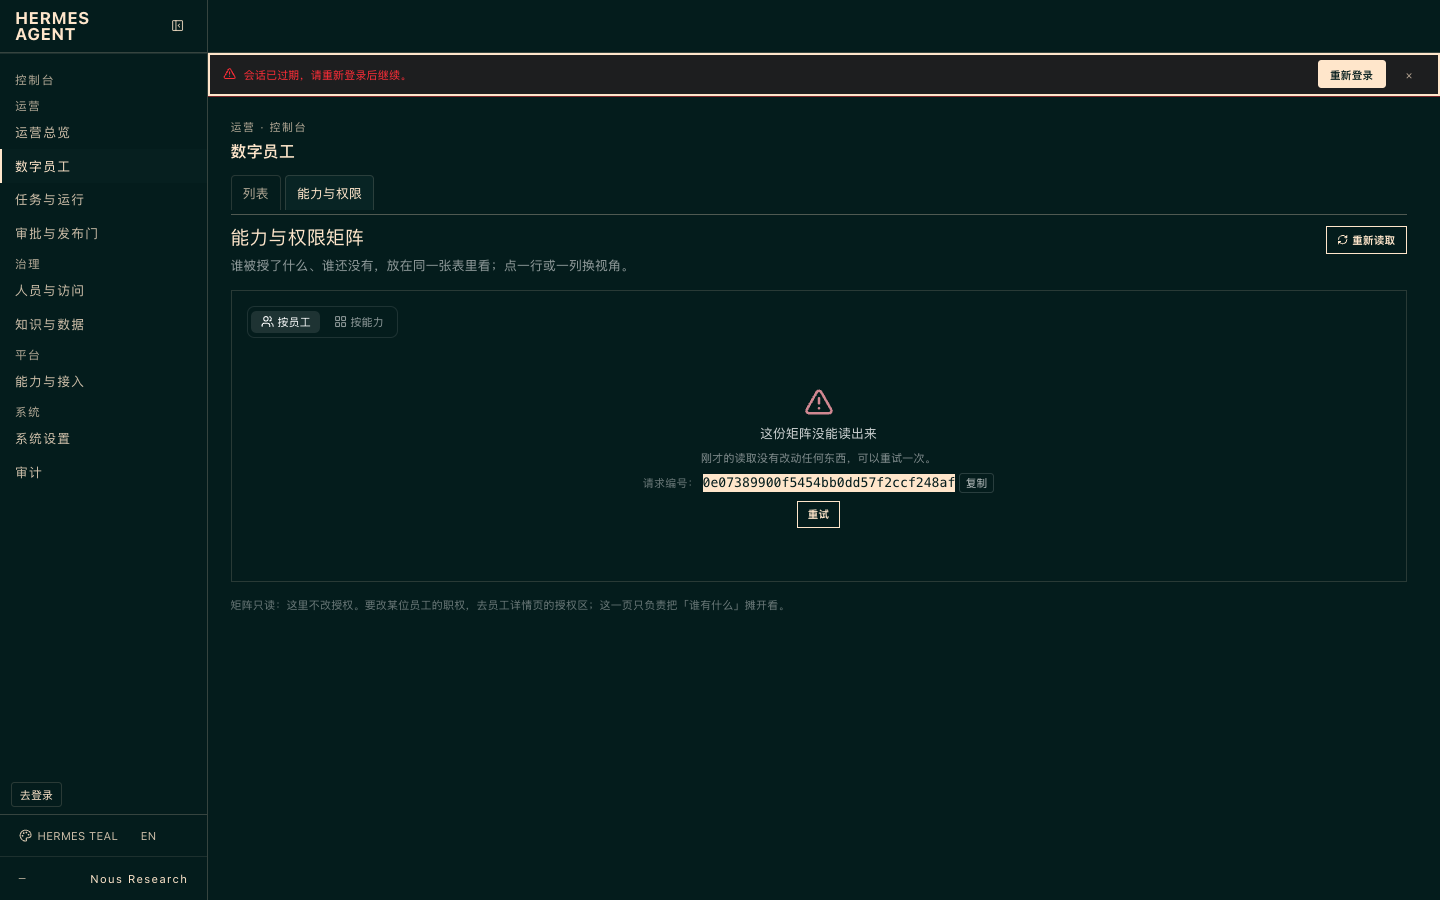 HERMES
AGENT
控制台
运营
运营总览
数字员工
任务与运行
审批与发布门
治理
人员与访问
知识与数据
平台
能力与接入
系统
系统设置
审计
去登录
HERMES TEAL EN
— Nous Research
会话已过期，请重新登录后继续。 重新登录 ×
运营 · 控制台
数字员工
列表 能力与权限
能力与权限矩阵
重新读取
谁被授了什么、谁还没有，放在同一张表里看；点一行或一列换视角。
按员工 按能力
这份矩阵没能读出来
刚才的读取没有改动任何东西，可以重试一次。
请求编号： 0e07389900f5454bb0dd57f2ccf248af 复制
重试
矩阵只读：这里不改授权。要改某位员工的职权，去员工详情页的授权区；这一页只负责把「谁有什么」摊开看。